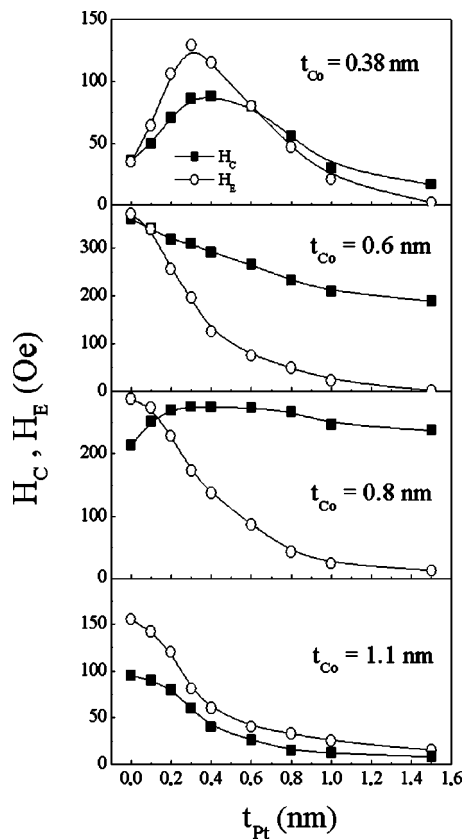 150
100
50
0
t_Co = 0.38 nm
H_C
H_E
300
200
100
0
t_Co = 0.6 nm
200
100
0
t_Co = 0.8 nm
150
100
50
0
t_Co = 1.1 nm
H_C , H_E (Oe)
0.0 0.2 0.4 0.6 0.8 1.0 1.2 1.4 1.6
t_Pt (nm)